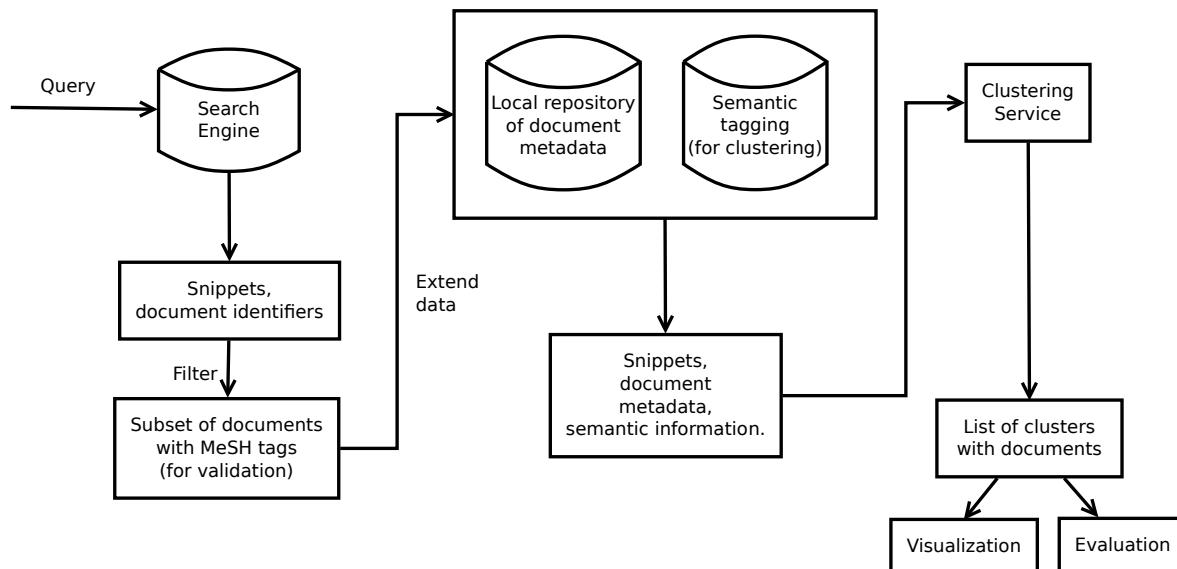 Query
Search
Engine
Snippets,
document identifiers
Filter
Subset of documents
with MeSH tags
(for validation)
Extend
data
Local repository
of document
metadata
Semantic
tagging
(for clustering)
Snippets,
document
metadata,
semantic information.
Clustering
Service
List of clusters
with documents
Visualization
Evaluation